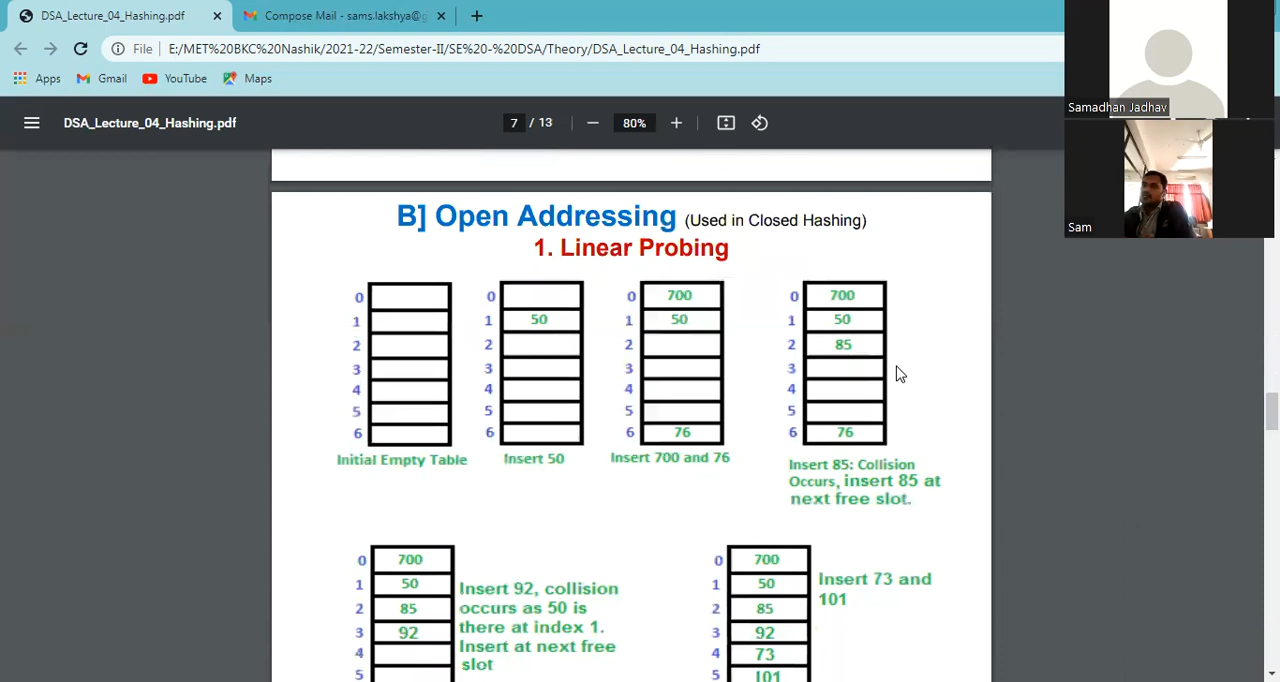 DSA_Lecture_04_Hashing.pdf
Compose Mail - sams.lakshya@g
File E:/MET%20BKC%20Nashik/2021-22/Semester-II/SE%20-%20DSA/Theory/DSA_Lecture_04_Hashing.pdf
Apps Gmail YouTube Maps
Samadhan Jadhav
Sam
DSA_Lecture_04_Hashing.pdf 7 / 13 80%
B] Open Addressing (Used in Closed Hashing)
1. Linear Probing
0
1
2
3
4
5
6
Initial Empty Table
0
1 50
2
3
4
5
6
Insert 50
0 700
1 50
2
3
4
5
6 76
Insert 700 and 76
0 700
1 50
2 85
3
4
5
6 76
Insert 85: Collision
Occurs, insert 85 at
next free slot.
0 700
1 50
2 85
3 92
4
5
Insert 92, collision
occurs as 50 is
there at index 1.
Insert at next free
slot
0 700
1 50
2 85
3 92
4 73
5 101
Insert 73 and
101